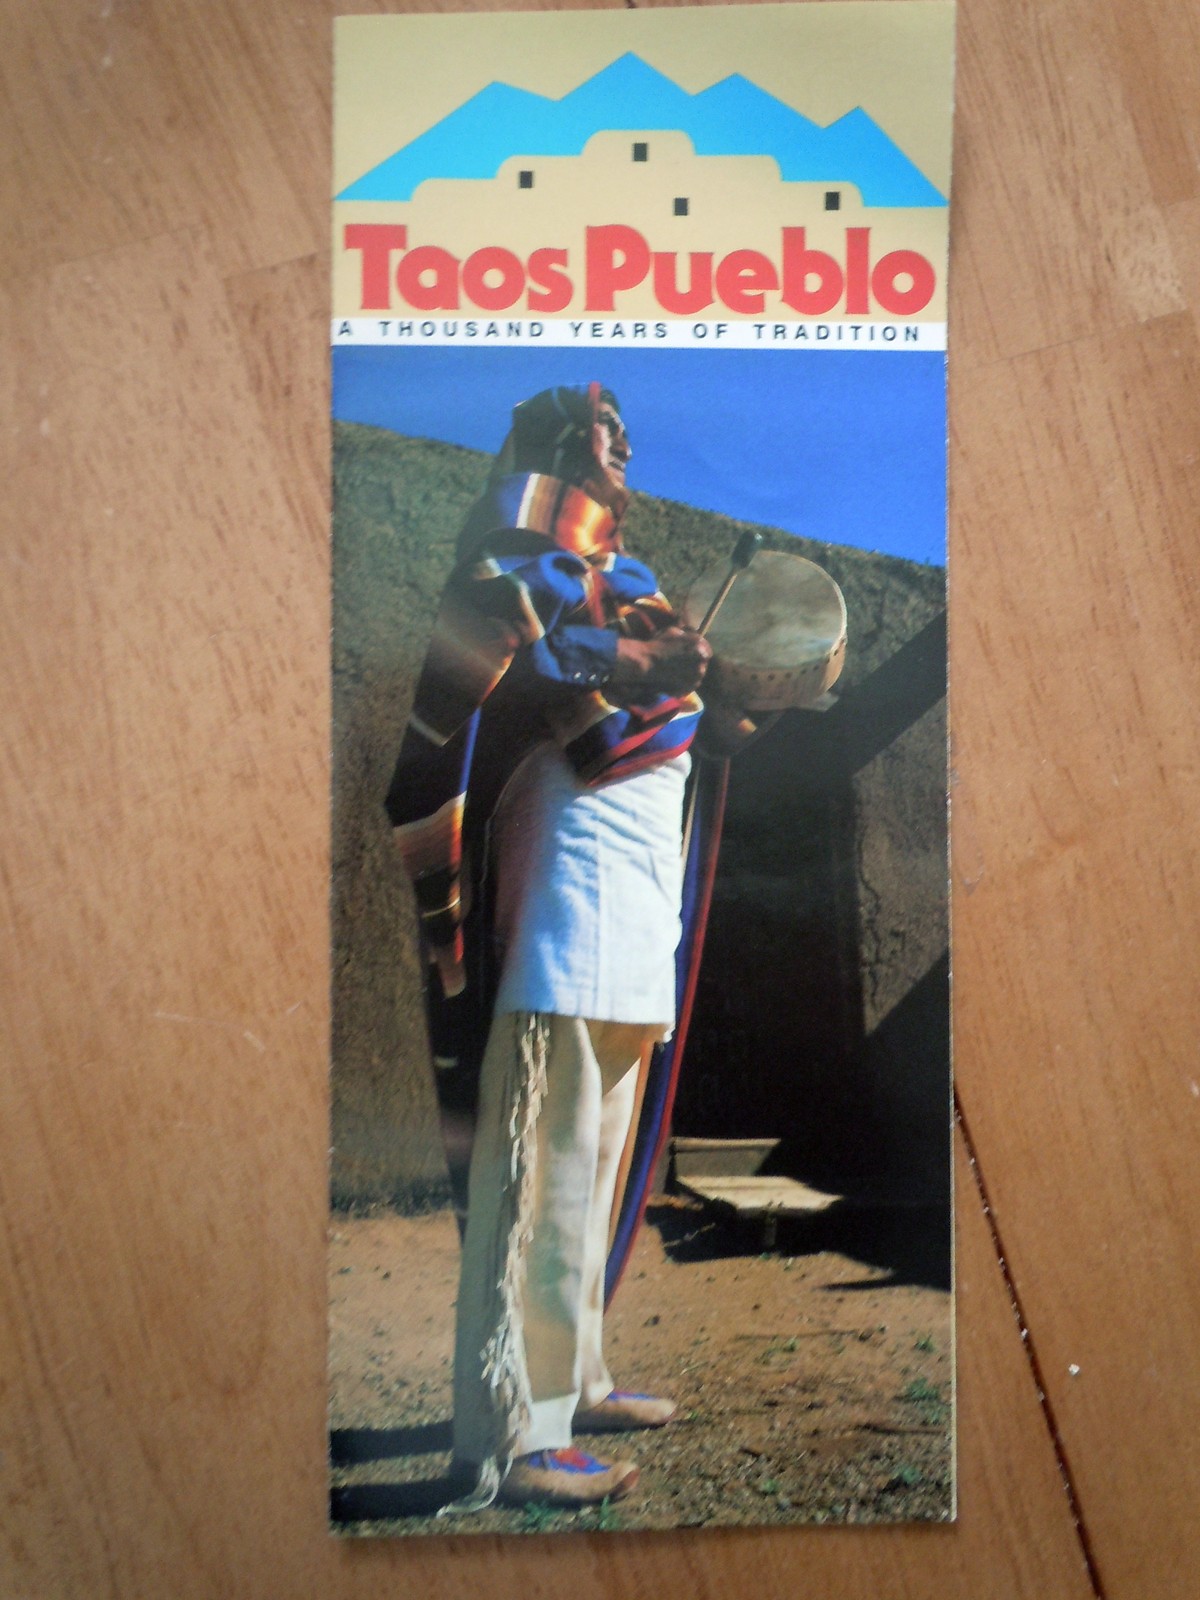 Taos Pueblo
A THOUSAND YEARS OF TRADITION